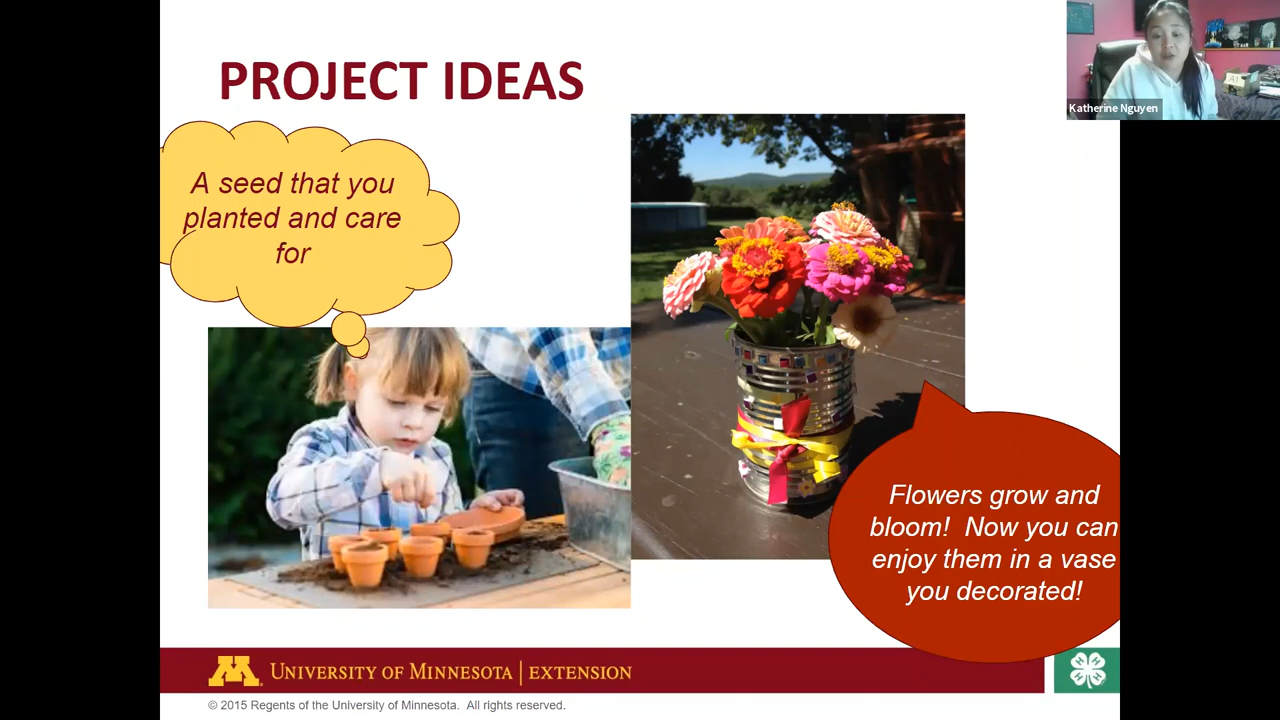 PROJECT IDEAS
Katherine Nguyen
A seed that you
planted and care
for
Flowers grow and
bloom!  Now you can
enjoy them in a vase
you decorated!
UNIVERSITY OF MINNESOTA | EXTENSION
© 2015 Regents of the University of Minnesota.  All rights reserved.